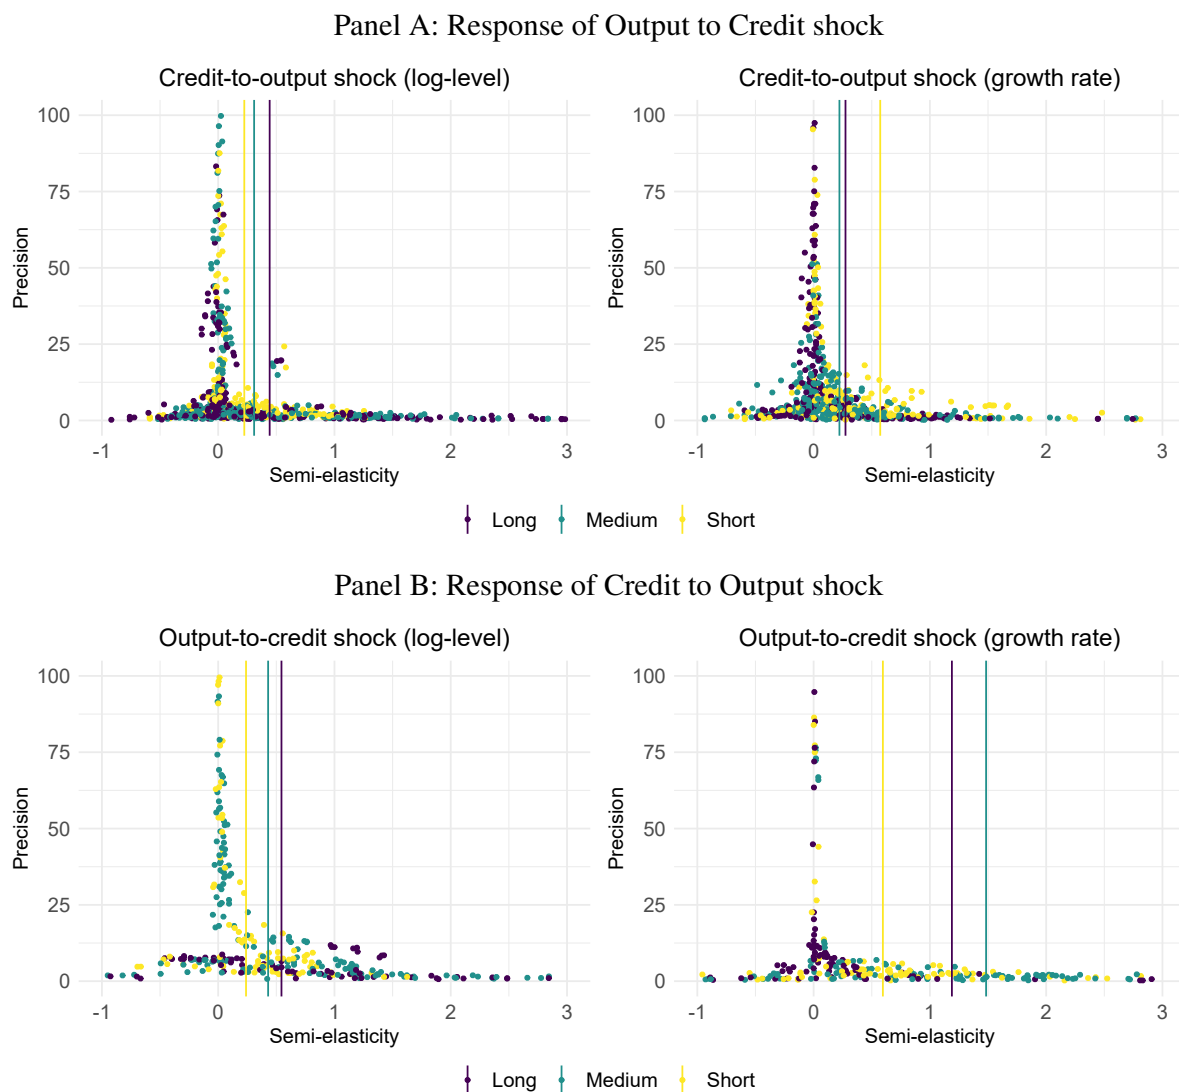 Panel A: Response of Output to Credit shock
Credit-to-output shock (log-level)
Credit-to-output shock (growth rate)
Precision
100
75
50
25
0
-1 0 1 2 3
Semi-elasticity
Precision
100
75
50
25
0
-1 0 1 2 3
Semi-elasticity
Long Medium Short
Panel B: Response of Credit to Output shock
Output-to-credit shock (log-level)
Output-to-credit shock (growth rate)
Precision
100
75
50
25
0
-1 0 1 2 3
Semi-elasticity
Precision
100
75
50
25
0
-1 0 1 2 3
Semi-elasticity
Long Medium Short